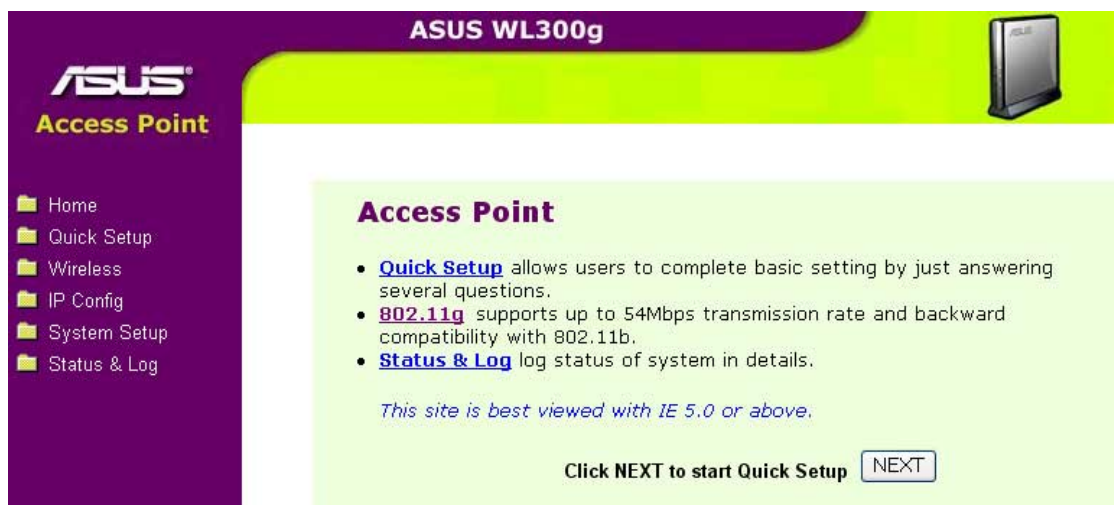 ASUS WL300g
ASUS
Access Point
Home
Quick Setup
Wireless
IP Config
System Setup
Status & Log
Access Point
Quick Setup allows users to complete basic setting by just answering
several questions.
802.11g supports up to 54Mbps transmission rate and backward
compatibility with 802.11b.
Status & Log log status of system in details.
This site is best viewed with IE 5.0 or above.
Click NEXT to start Quick Setup NEXT